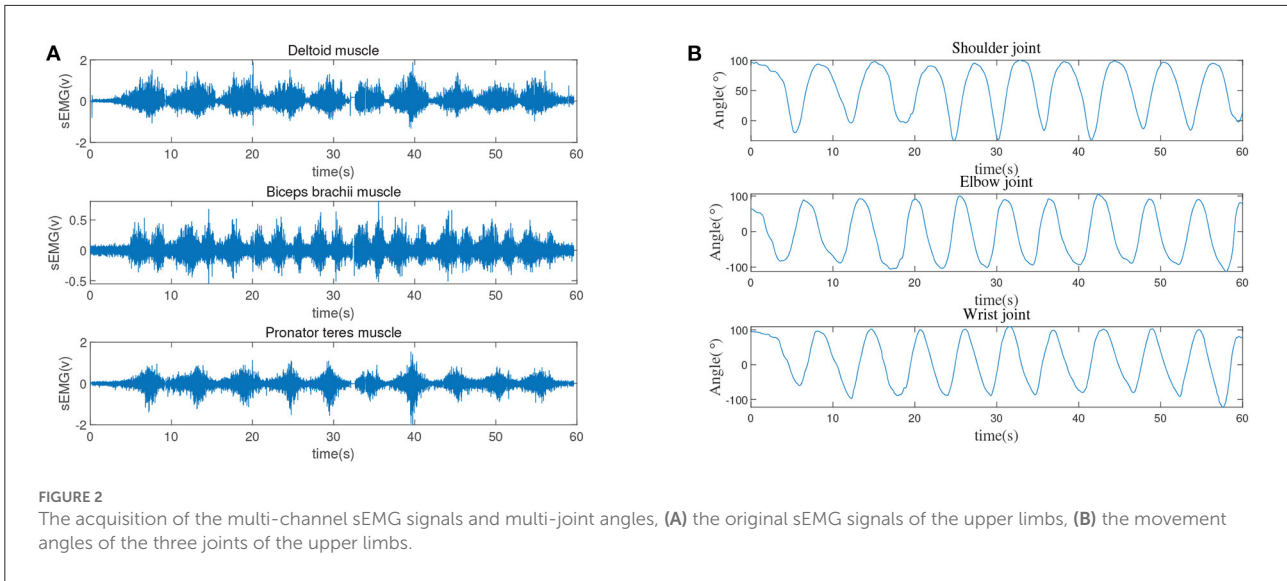 A
Deltoid muscle
2
0
-2
sEMG(v)
0 10 20 30 40 50 60
time(s)
Biceps brachii muscle
0.5
0
-0.5
sEMG(v)
0 10 20 30 40 50 60
time(s)
Pronator teres muscle
2
0
-2
sEMG(v)
0 10 20 30 40 50 60
time(s)
B
Shoulder joint
100
50
0
Angle(°)
0 10 20 30 40 50 60
time(s)
Elbow joint
100
0
-100
Angle(°)
0 10 20 30 40 50 60
time(s)
Wrist joint
100
0
-100
Angle(°)
0 10 20 30 40 50 60
time(s)
FIGURE 2
The acquisition of the multi-channel sEMG signals and multi-joint angles, (A) the original sEMG signals of the upper limbs, (B) the movement
angles of the three joints of the upper limbs.